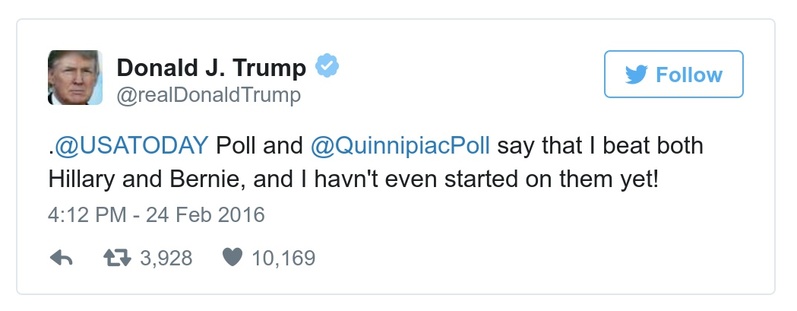 Donald J. Trump
@realDonaldTrump
Follow
.@USATODAY Poll and @QuinnipiacPoll say that I beat both
Hillary and Bernie, and I havn't even started on them yet!
4:12 PM - 24 Feb 2016
3,928 10,169